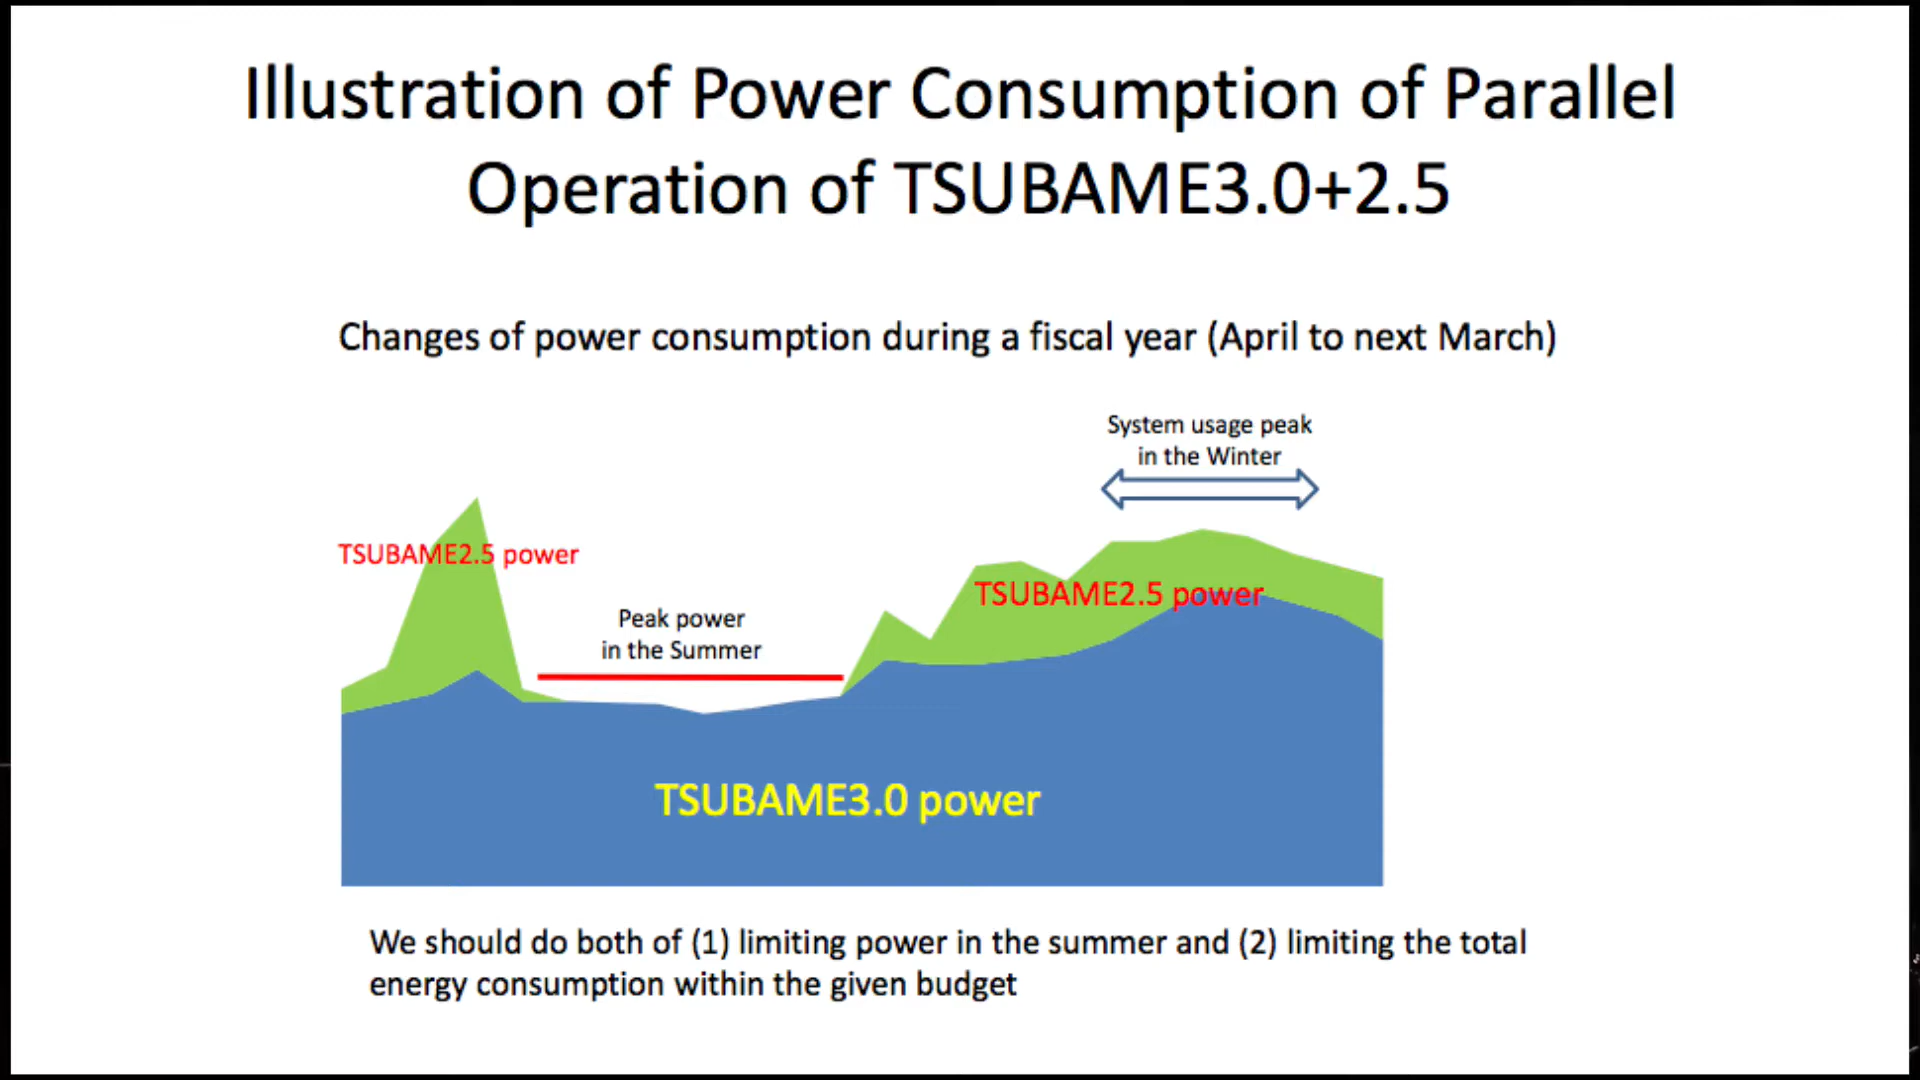 Illustration of Power Consumption of Parallel
Operation of TSUBAME3.0+2.5
Changes of power consumption during a fiscal year (April to next March)
System usage peak
in the Winter
TSUBAME2.5 power
TSUBAME2.5 power
Peak power
in the Summer
TSUBAME3.0 power
We should do both of (1) limiting power in the summer and (2) limiting the total
energy consumption within the given budget